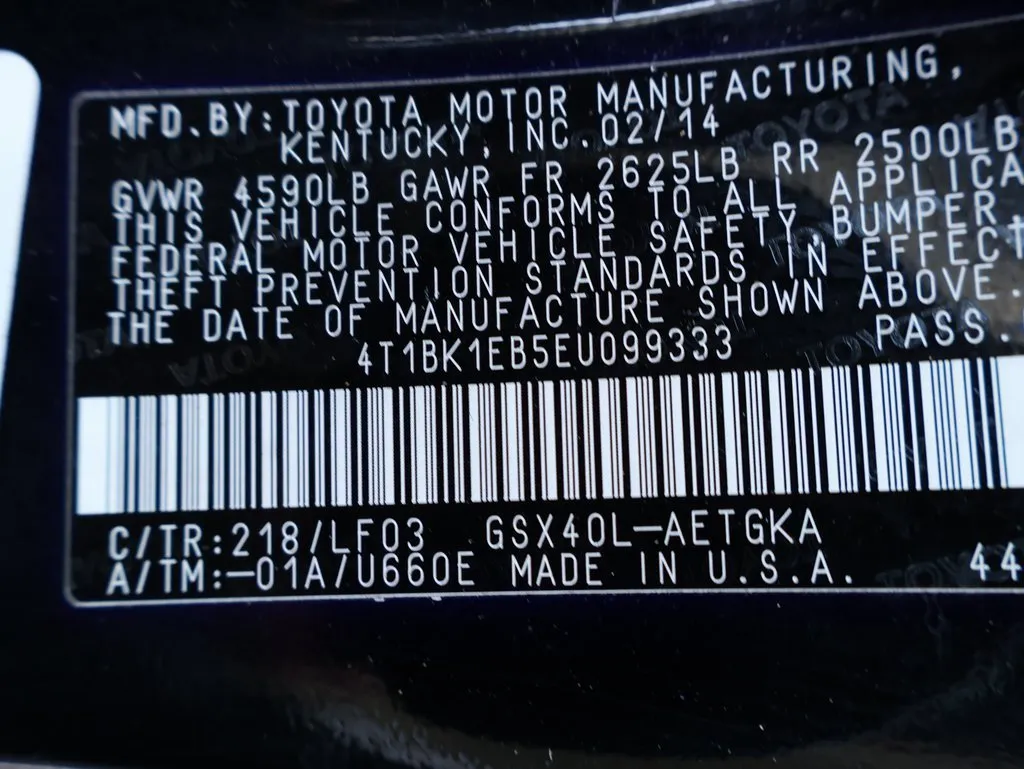 MFD.BY:TOYOTA MOTOR MANUFACTURING,
KENTUCKY, INC. 02/14
GVWR 4590LB GAWR FR 2625LB RR 2500LB
THIS VEHICLE CONFORMS TO ALL APPLICA
FEDERAL MOTOR VEHICLE SAFETY,BUMPER,
THEFT PREVENTION STANDARDS IN EFFECT
THE DATE OF MANUFACTURE SHOWN ABOVE.
4T1BK1EB5EU099333 PASS.
C/TR:218/LF03 GSX40L-AETGKA
A/TM:-01A/U660E MADE IN U.S.A. 44